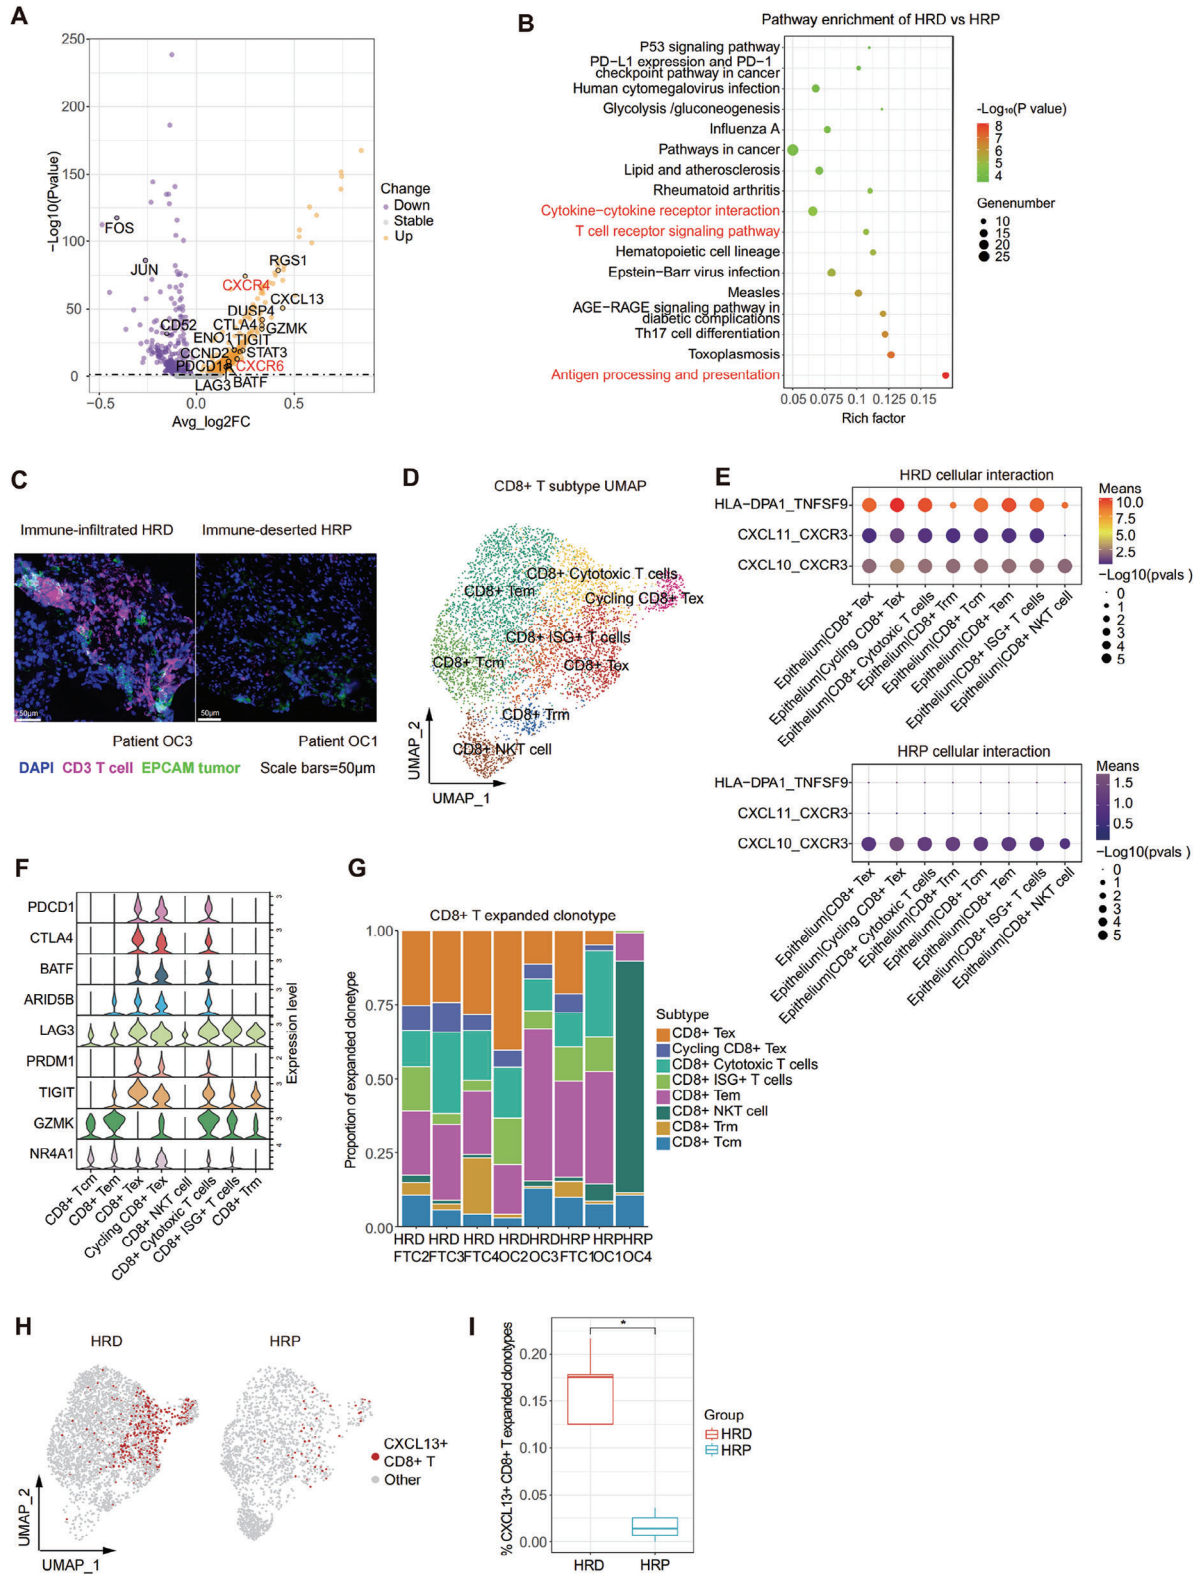 A
250
200
150
100
50
0
−0.5
0.0
0.5
−Log10(Pvalue)
Avg_log2FC
FOS
JUN
RGS1
CXCR4
CXCL13
DUSP4
CD52
CTLA4
GZMK
ENO1
TIGIT
CCND2
STAT3
PDCD1
CXCR6
LAG3
BATF
Change
Down
Stable
Up
B
Pathway enrichment of HRD vs HRP
P53 signaling pathway
PD−L1 expression and PD−1
checkpoint pathway in cancer
Human cytomegalovirus infection
Glycolysis /gluconeogenesis
Influenza A
Pathways in cancer
Lipid and atherosclerosis
Rheumatoid arthritis
Cytokine−cytokine receptor interaction
T cell receptor signaling pathway
Hematopoietic cell lineage
Epstein−Barr virus infection
Measles
AGE−RAGE signaling pathway in
diabetic complications
Th17 cell differentiation
Toxoplasmosis
Antigen processing and presentation
0.05 0.075 0.1 0.125 0.15
Rich factor
-Log₁₀(P value)
8
7
6
5
4
Genenumber
10
15
20
25
C
Immune-infiltrated HRD
Immune-deserted HRP
50µm
50µm
Patient OC3
Patient OC1
DAPI CD3 T cell EPCAM tumor
Scale bars=50µm
D
CD8+ T subtype UMAP
CD8+ Cytotoxic T cells
CD8+ Tem
Cycling CD8+ Tex
CD8+ ISG+ T cells
CD8+ Tcm
CD8+ Tex
CD8+ Trm
CD8+ NKT cell
UMAP_2
UMAP_1
E
HRD cellular interaction
HLA−DPA1_TNFSF9
CXCL11_CXCR3
CXCL10_CXCR3
Epithelium|CD8+ Tex
Epithelium|Cycling CD8+ Tex
Epithelium|CD8+ Cytotoxic T cells
Epithelium|CD8+ Trm
Epithelium|CD8+ Tcm
Epithelium|CD8+ Tem
Epithelium|CD8+ ISG+ T cells
Epithelium|CD8+ NKT cell
Means
10.0
7.5
5.0
2.5
−Log10(pvals )
0
1
2
3
4
5
HRP cellular interaction
HLA−DPA1_TNFSF9
CXCL11_CXCR3
CXCL10_CXCR3
Epithelium|CD8+ Tex
Epithelium|Cycling CD8+ Tex
Epithelium|CD8+ Cytotoxic T cells
Epithelium|CD8+ Trm
Epithelium|CD8+ Tcm
Epithelium|CD8+ Tem
Epithelium|CD8+ ISG+ T cells
Epithelium|CD8+ NKT cell
Means
1.5
1.0
0.5
−Log10(pvals )
0
1
2
3
4
5
F
PDCD1
CTLA4
BATF
ARID5B
LAG3
PRDM1
TIGIT
GZMK
NR4A1
3
3
3
3
3
2
3
3
4
Expression level
CD8+ Tcm
CD8+ Tem
CD8+ Tex
Cycling CD8+ Tex
CD8+ NKT cell
CD8+ Cytotoxic T cells
CD8+ ISG+ T cells
CD8+ Trm
G
CD8+ T expanded clonotype
1.00
0.75
0.50
0.25
0.00
Proportion of expanded clonetype
HRD HRD HRD HRD HRD HRP HRP HRP
FTC2 FTC3 FTC4 OC2 OC3 FTC1 OC1 OC4
Subtype
CD8+ Tex
Cycling CD8+ Tex
CD8+ Cytotoxic T cells
CD8+ ISG+ T cells
CD8+ Tem
CD8+ NKT cell
CD8+ Trm
CD8+ Tcm
H
HRD
HRP
CXCL13+
CD8+ T
Other
UMAP_2
UMAP_1
I
*
0.20
0.15
0.10
0.05
0.00
% CXCL13+ CD8+ T expanded clonotypes
HRD
HRP
Group
HRD
HRP